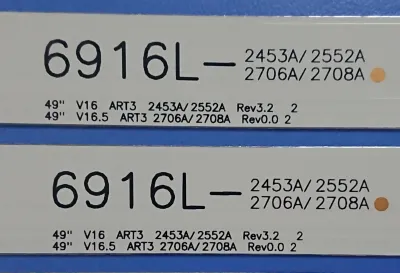 6916L- 2453A/2552A
2706A/2708A
49" V16 ART3 2453A/2552A Rev3.2 2
49" V16.5 ART3 2706A/2708A Rev0.0 2
6916L- 2453A/2552A
2706A/2708A
49" V16 ART3 2453A/2552A Rev3.2 2
49" V16.5 ART3 2706A/2708A Rev0.0 2